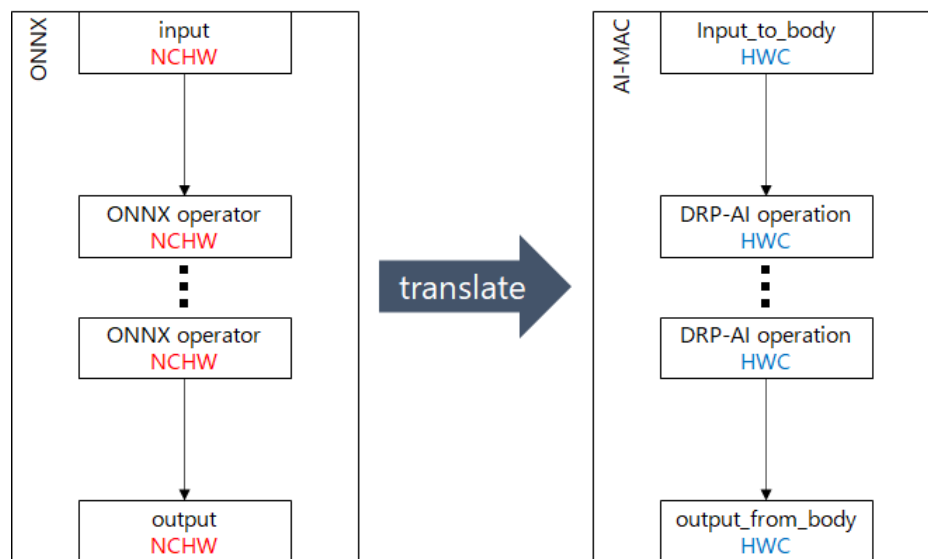 ONNX
input
NCHW
ONNX operator
NCHW
ONNX operator
NCHW
output
NCHW
translate
AI-MAC
Input_to_body
HWC
DRP-AI operation
HWC
DRP-AI operation
HWC
output_from_body
HWC